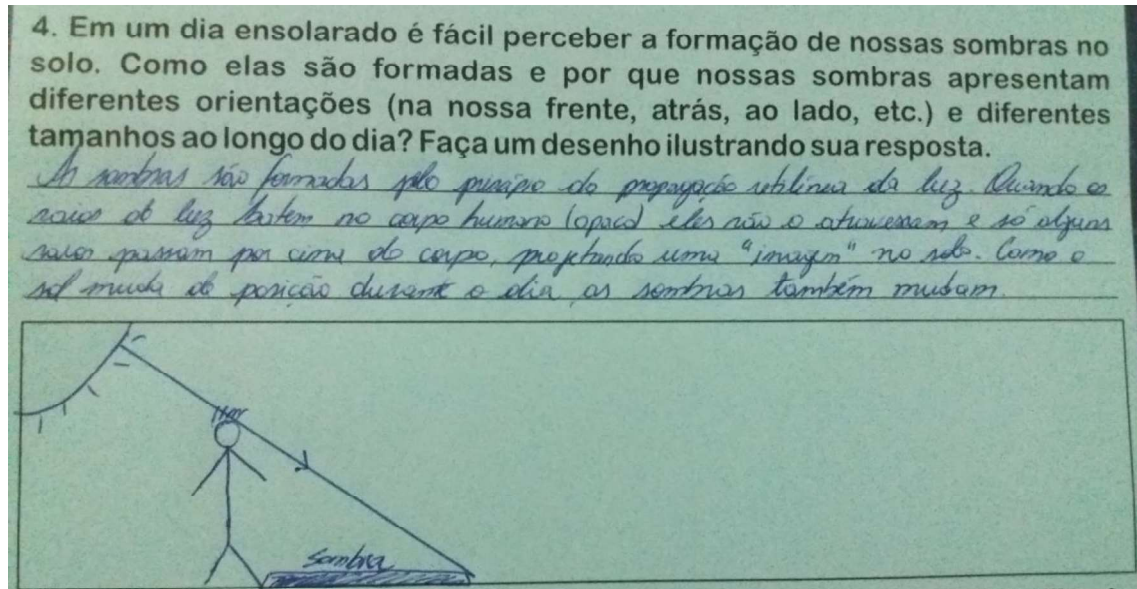 4. Em um dia ensolarado é fácil perceber a formação de nossas sombras no
solo. Como elas são formadas e por que nossas sombras apresentam
diferentes orientações (na nossa frente, atrás, ao lado, etc.) e diferentes
tamanhos ao longo do dia? Faça um desenho ilustrando sua resposta.
As sombras são formadas pelo princípio da propagação retilínea da luz. Quando os
raios de luz batem no corpo humano (opaco) eles não o atravessam e só alguns
raios passam por cima do corpo, projetando uma "imagem" no solo. Como o
sol muda de posição durante o dia as sombras também mudam.
Sombra